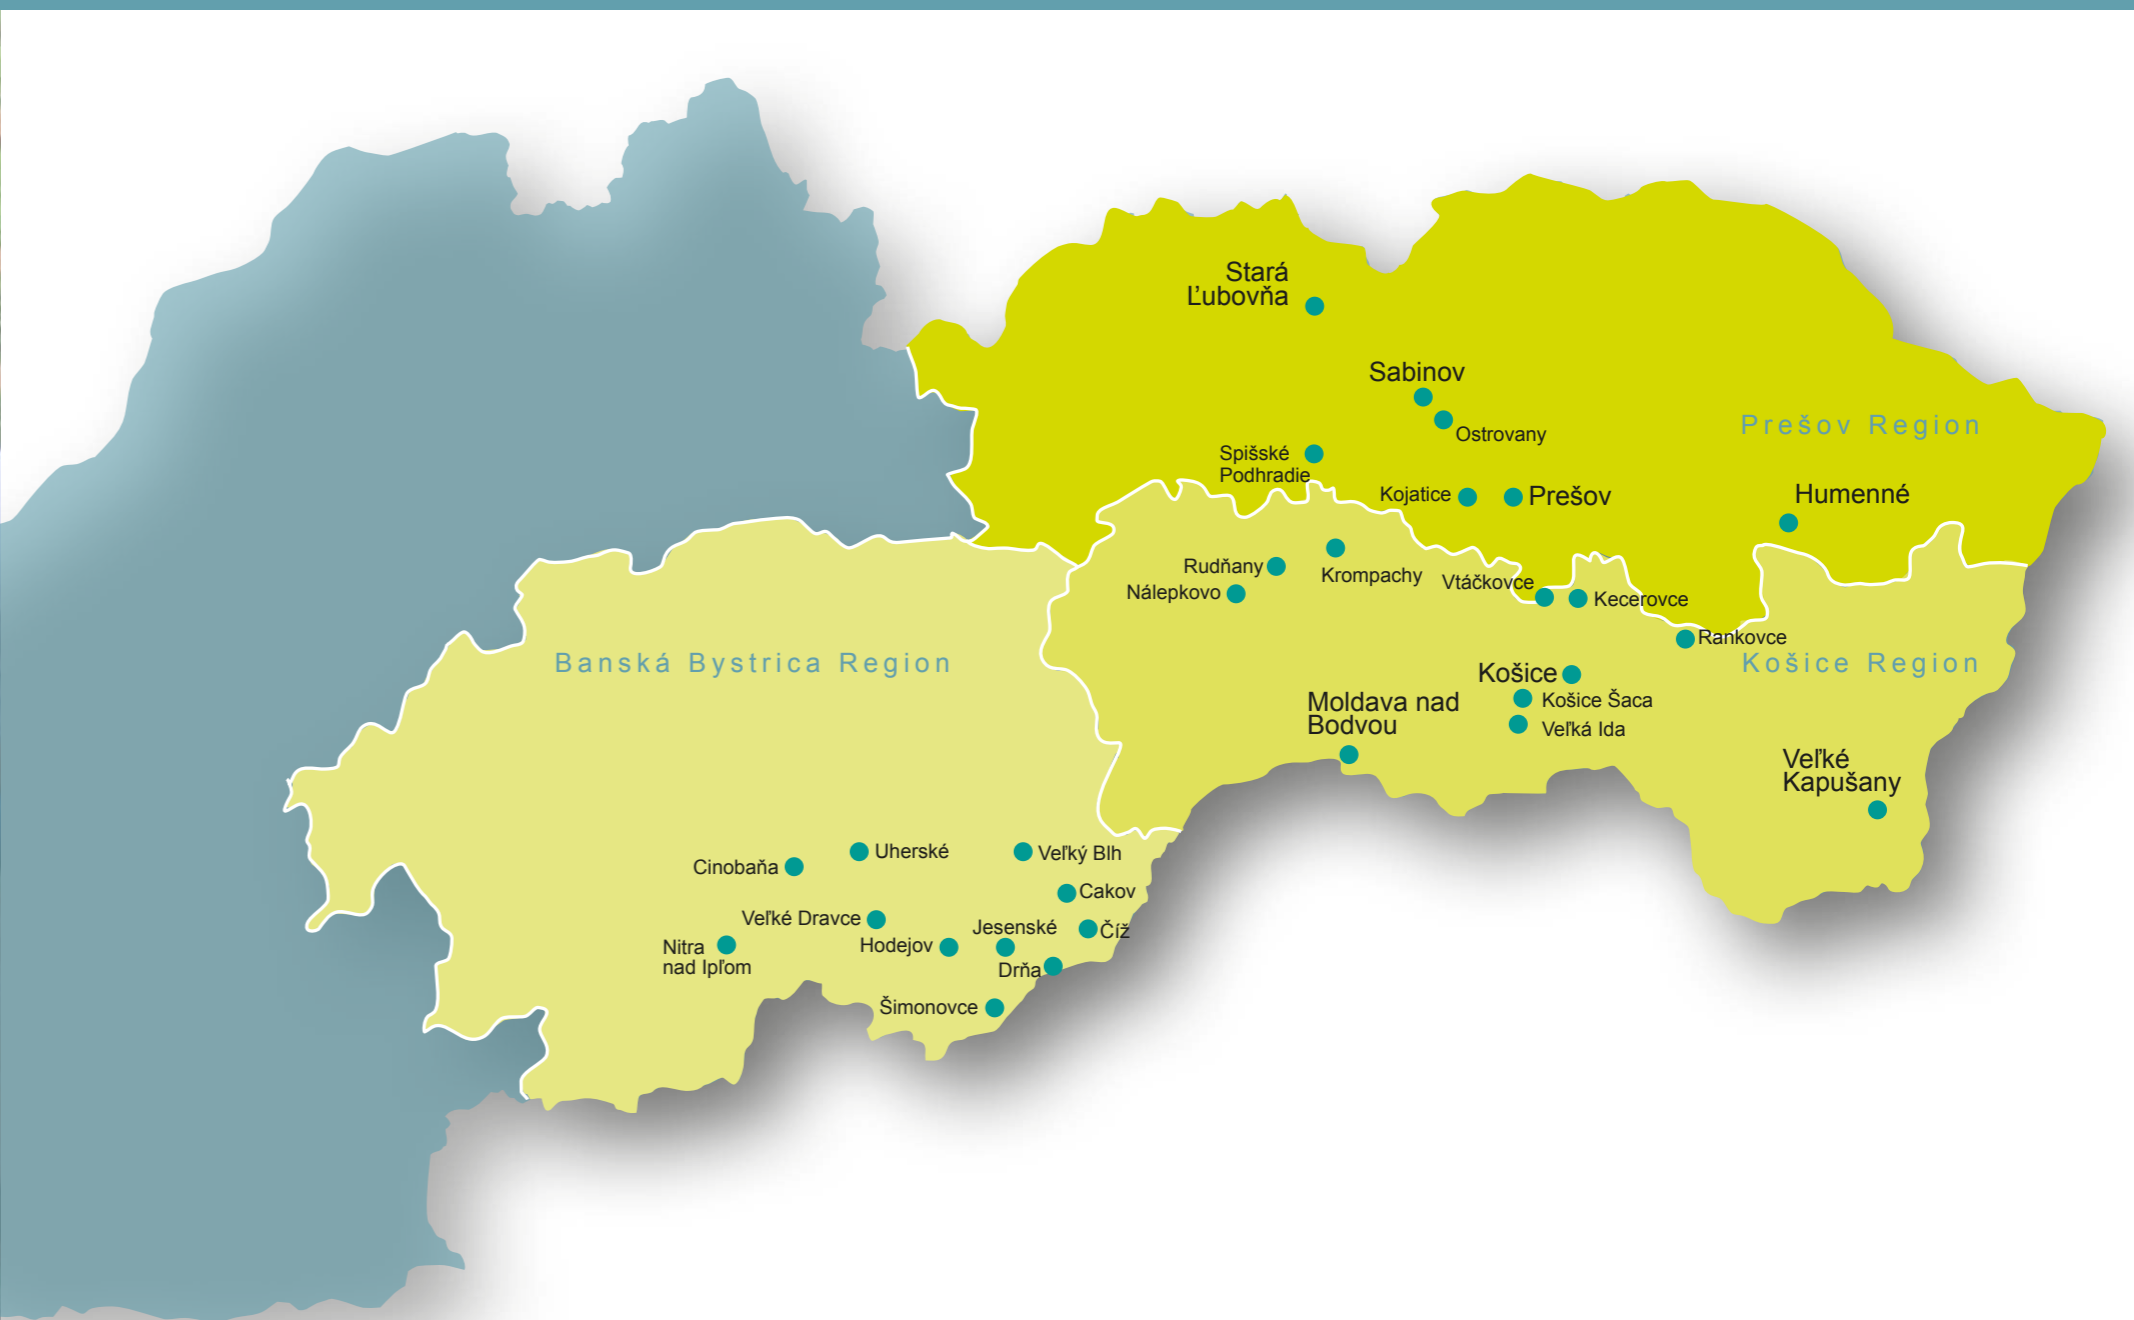 Stará
Ľubovňa
Sabinov
Ostrovany
Prešov Region
Spišské
Podhradie
Kojatice
Prešov
Humenné
Rudňany
Krompachy
Nálepkovo
Vtáčkovce
Kecerovce
Rankovce
Banská Bystrica Region
Košice Region
Košice
Košice Šaca
Moldava nad
Bodvou
Veľká Ida
Veľké
Kapušany
Cinobaňa
Uherské
Veľký Blh
Cakov
Veľké Dravce
Jesenské
Číž
Nitra
nad Ipľom
Hodejov
Drňa
Šimonovce